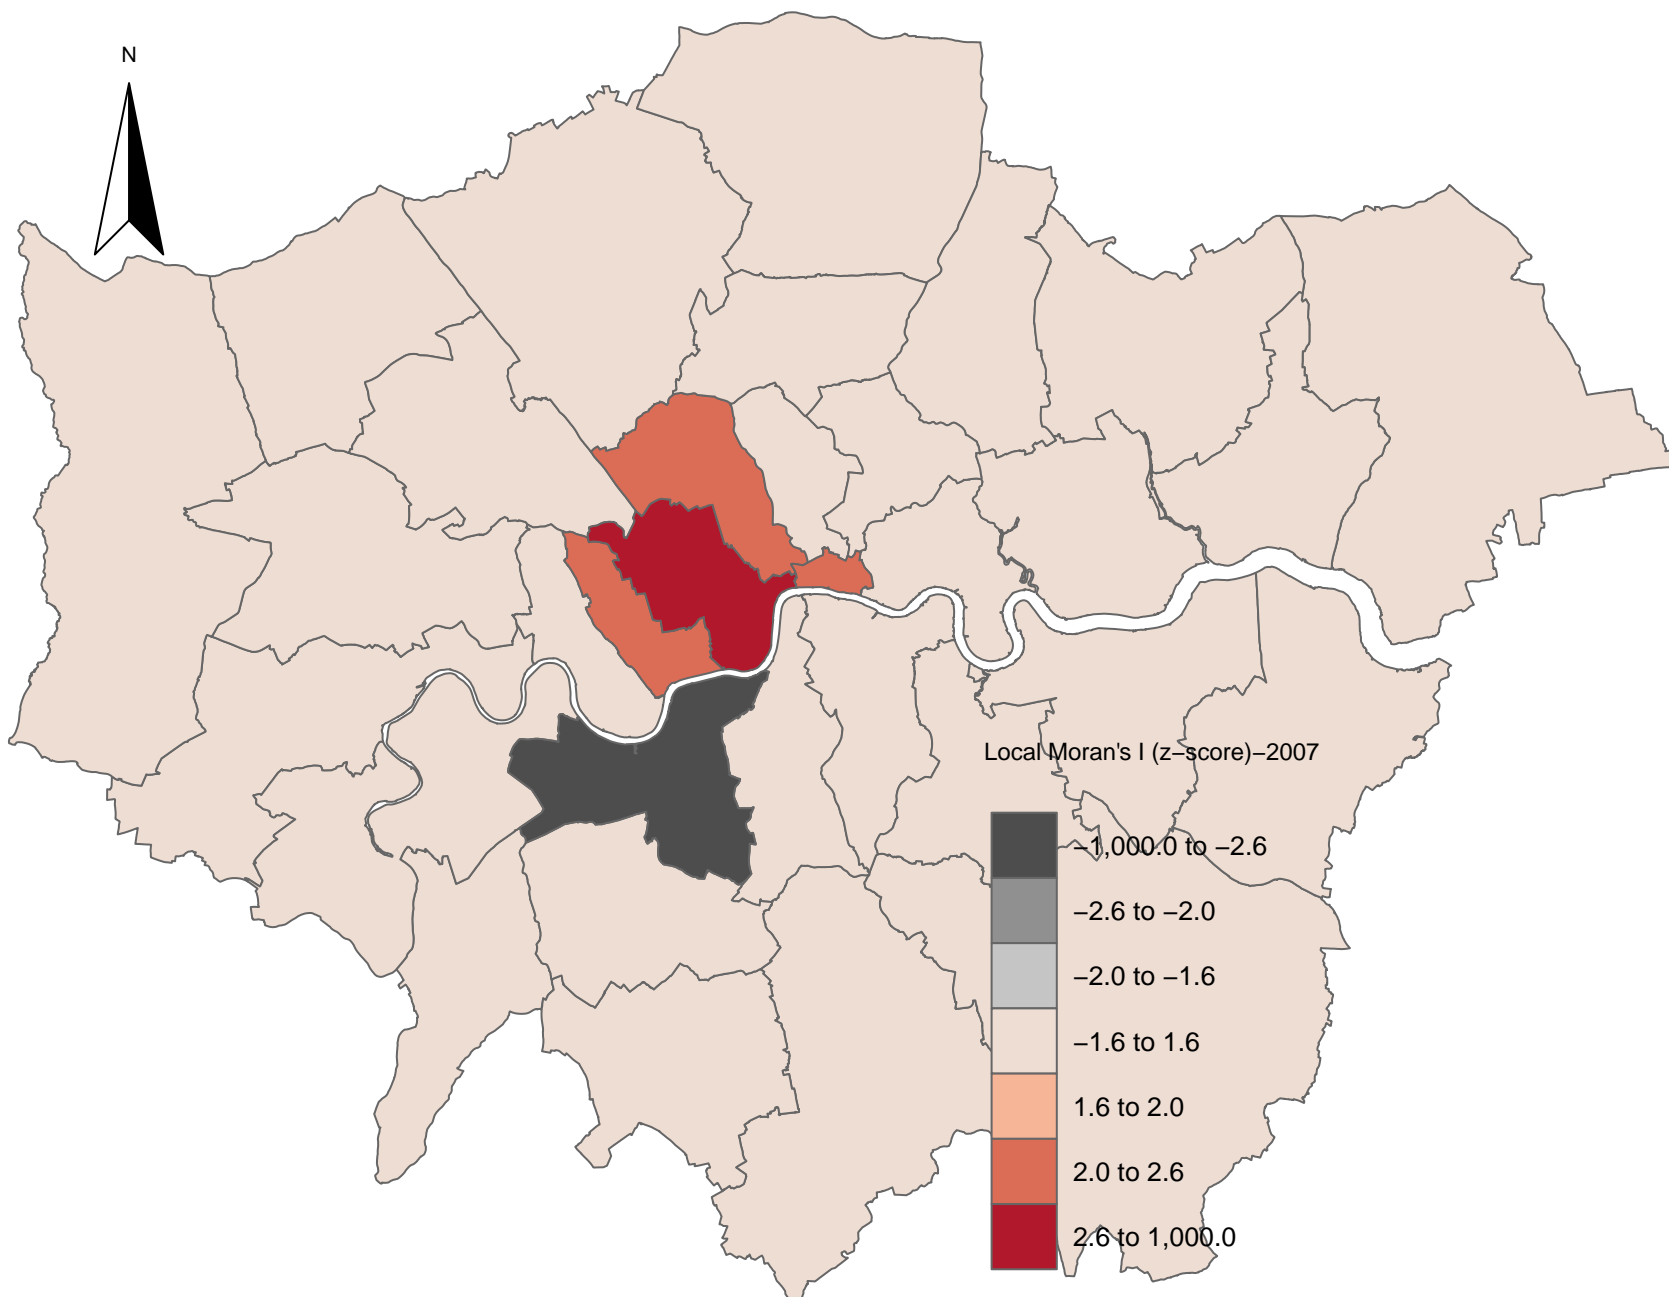 N
Local Moran's I (z−score)−2007
−1,000.0 to −2.6
−2.6 to −2.0
−2.0 to −1.6
−1.6 to 1.6
1.6 to 2.0
2.0 to 2.6
2.6 to 1,000.0